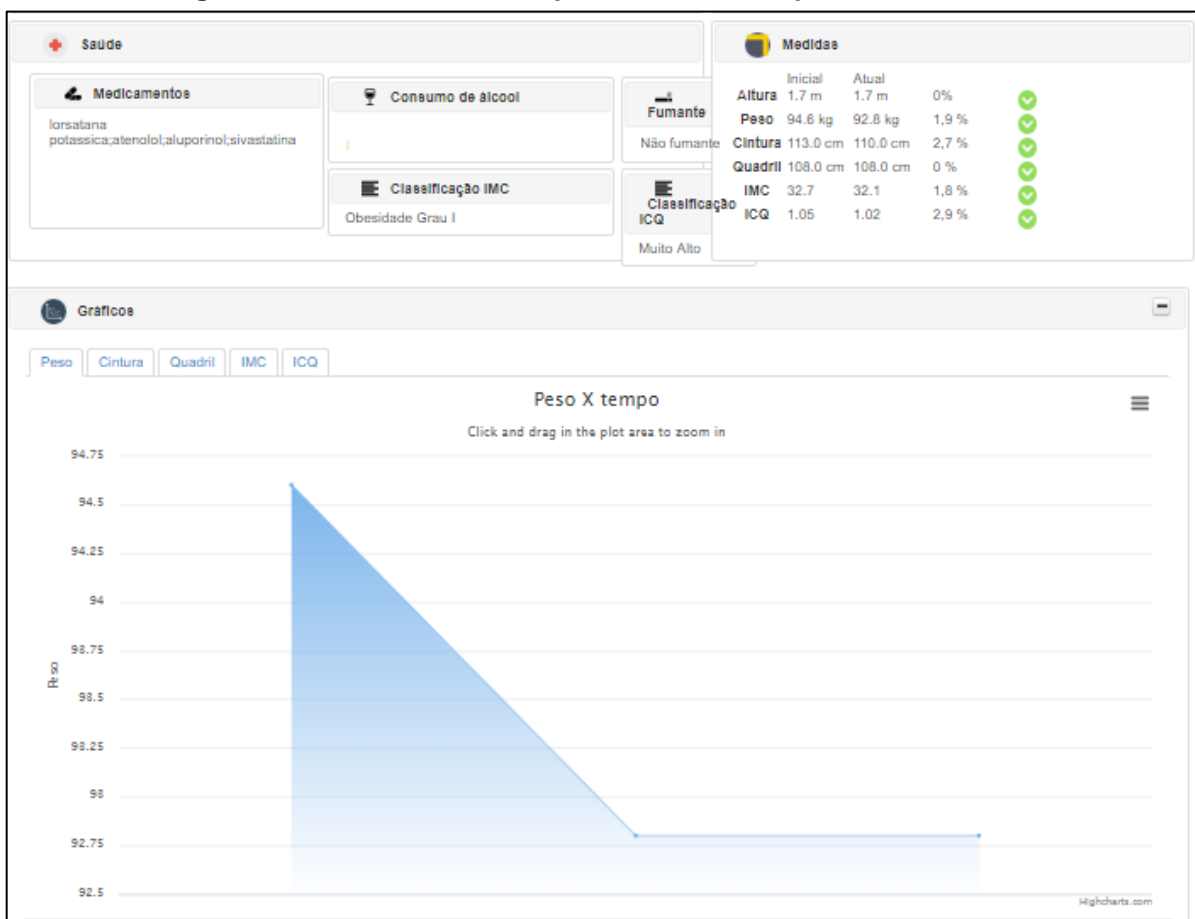 Saúde
Medicamentos
lorsatana
potassica;atenolol;aluporinol;sivastatina
Consumo de álcool
Classificação IMC
Obesidade Grau I
Fumante
Não fumante
Classificação
ICQ
Muito Alto
Medidas
Inicial Atual
Altura 1.7 m 1.7 m 0%
Peso 94.6 kg 92.8 kg 1,9 %
Cintura 113.0 cm 110.0 cm 2,7 %
Quadril 108.0 cm 108.0 cm 0 %
IMC 32.7 32.1 1,8 %
ICQ 1.05 1.02 2,9 %
Gráficos
Peso Cintura Quadril IMC ICQ
Peso X tempo
Click and drag in the plot area to zoom in
Peso
94.75
94.5
94.25
94
93.75
93.5
93.25
93
92.75
92.5
Highcharts.com